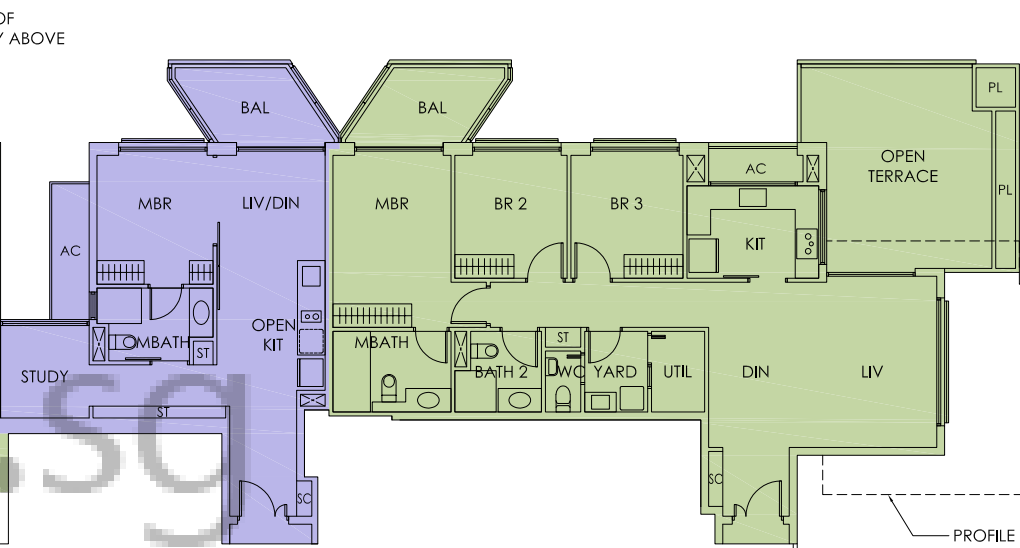 OF
Y ABOVE
BAL
BAL
PL
OPEN
TERRACE
AC
MBR
LIV/DIN
MBR
BR 2
BR 3
PL
AC
KIT
OPEN
KIT
MBATH
ST
MBATH
ST
STUDY
BATH 2
WC
YARD
UTIL
DIN
LIV
ST
SC
SC
.sg
PROFILE